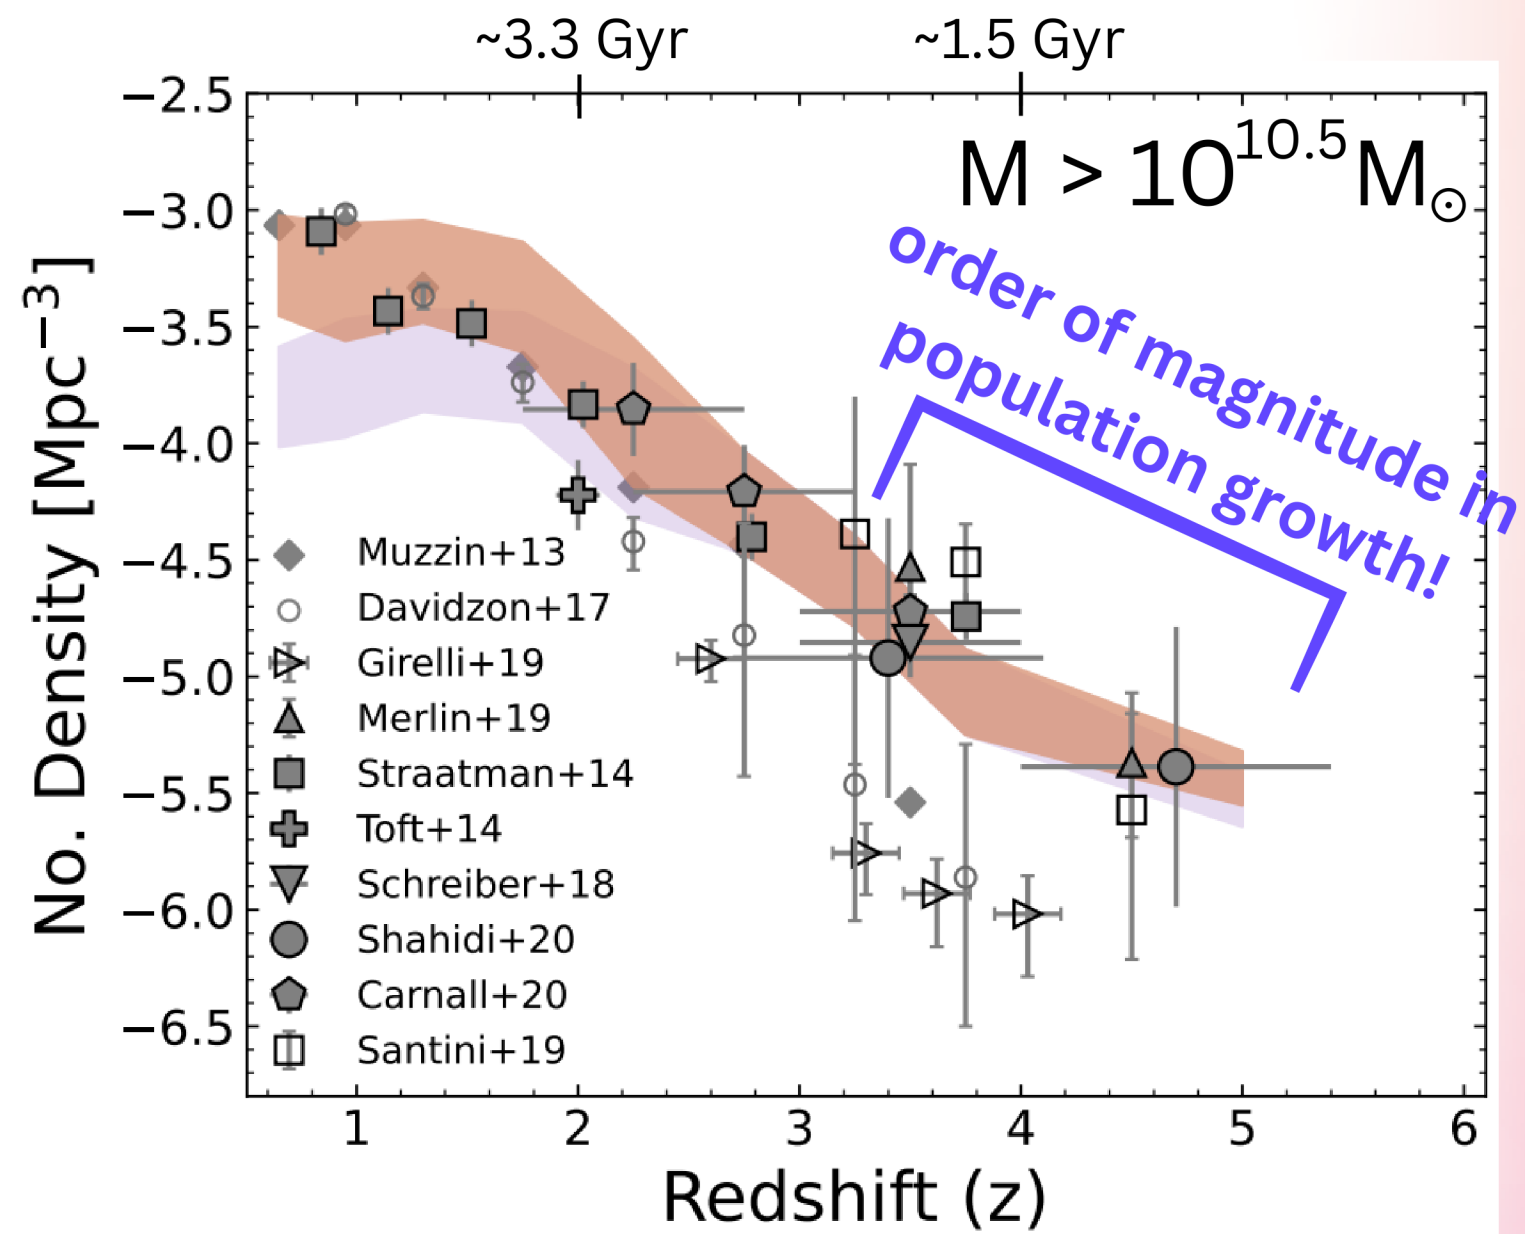 ~3.3 Gyr
~1.5 Gyr
−2.5
−3.0
−3.5
−4.0
−4.5
−5.0
−5.5
−6.0
−6.5
No. Density [Mpc⁻³]
M > 10^10.5 M⊙
order of magnitude in
population growth!
Muzzin+13
Davidzon+17
Girelli+19
Merlin+19
Straatman+14
Toft+14
Schreiber+18
Shahidi+20
Carnall+20
Santini+19
1 2 3 4 5 6
Redshift (z)